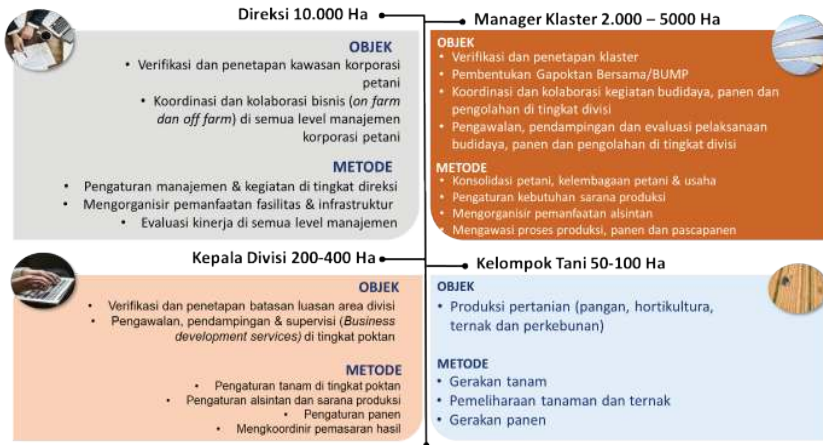 Direksi 10.000 Ha
OBJEK
• Verifikasi dan penetapan kawasan korporasi
petani
• Koordinasi dan kolaborasi bisnis (on farm
dan off farm) di semua level manajemen
korporasi petani
METODE
• Pengaturan manajemen & kegiatan di tingkat direksi
• Mengorganisir pemanfaatan fasilitas & infrastruktur
• Evaluasi kinerja di semua level manajemen
Manager Klaster 2.000 – 5000 Ha
OBJEK
• Verifikasi dan penetapan klaster
• Pembentukan Gapoktan Bersama/BUMP
• Koordinasi dan kolaborasi kegiatan budidaya, panen dan
pengolahan di tingkat divisi
• Pengawalan, pendampingan dan evaluasi pelaksanaan
budidaya, panen dan pengolahan di tingkat divisi
METODE
• Konsolidasi petani, kelembagaan petani & usaha
• Pengaturan kebutuhan sarana produksi
• Mengorganisir pemanfaatan alsintan
• Mengawasi proses produksi, panen dan pascapanen
Kepala Divisi 200-400 Ha
OBJEK
• Verifikasi dan penetapan batasan luasan area divisi
• Pengawalan, pendampingan & supervisi (Business
development services) di tingkat poktan
METODE
• Pengaturan tanam di tingkat poktan
• Pengaturan alsintan dan sarana produksi
• Pengaturan panen
• Mengkoordinir pemasaran hasil
Kelompok Tani 50-100 Ha
OBJEK
• Produksi pertanian (pangan, hortikultura,
ternak dan perkebunan)
METODE
• Gerakan tanam
• Pemeliharaan tanaman dan ternak
• Gerakan panen